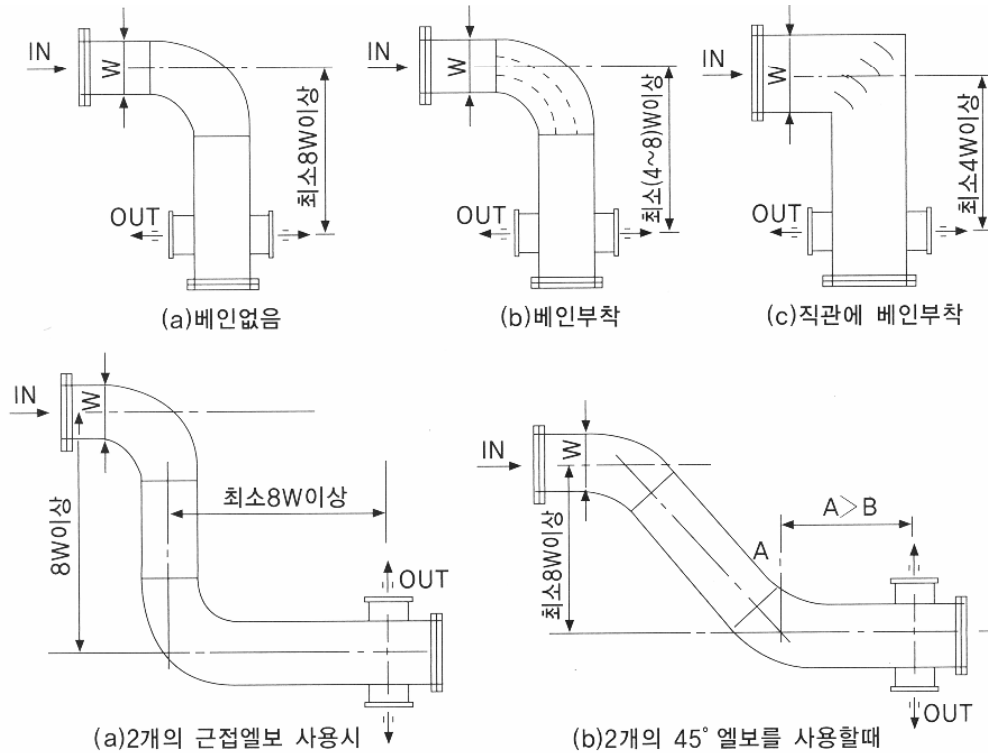 IN
W
최소8W이상
OUT
(a)베인없음
IN
W
최소(4~8)W이상
OUT
(b)베인부착
IN
W
최소4W이상
OUT
(c)직관에 베인부착
IN
W
8W이상
최소8W이상
OUT
(a)2개의 근접엘보 사용시
IN
W
최소8W이상
A
A>B
OUT
(b)2개의 45° 엘보를 사용할때